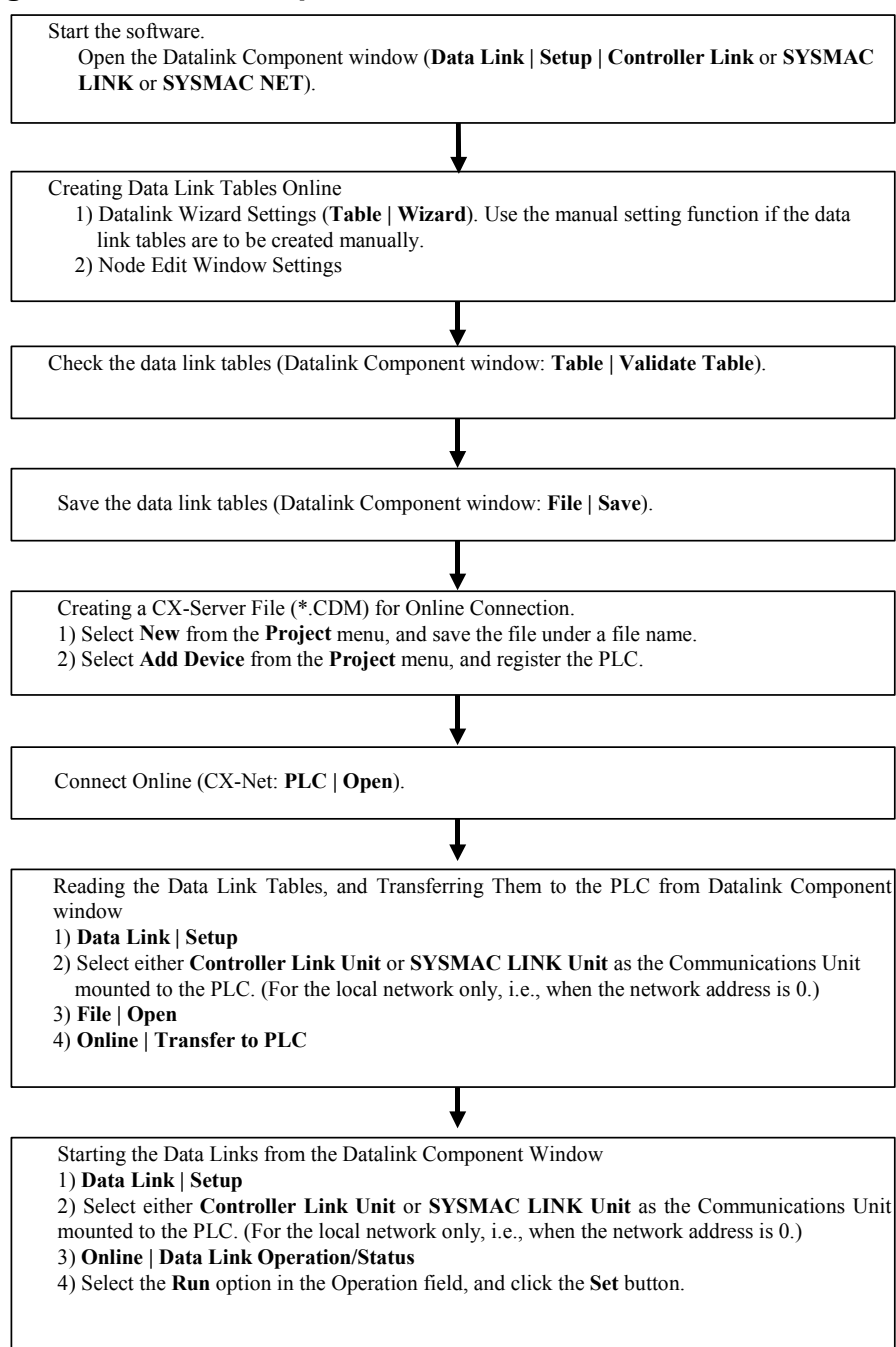 Start the software.
Open the Datalink Component window (Data Link | Setup | Controller Link or SYSMAC
LINK or SYSMAC NET).
Creating Data Link Tables Online
1) Datalink Wizard Settings (Table | Wizard). Use the manual setting function if the data
link tables are to be created manually.
2) Node Edit Window Settings
Check the data link tables (Datalink Component window: Table | Validate Table).
Save the data link tables (Datalink Component window: File | Save).
Creating a CX-Server File (*.CDM) for Online Connection.
1) Select New from the Project menu, and save the file under a file name.
2) Select Add Device from the Project menu, and register the PLC.
Connect Online (CX-Net: PLC | Open).
Reading the Data Link Tables, and Transferring Them to the PLC from Datalink Component
window
1) Data Link | Setup
2) Select either Controller Link Unit or SYSMAC LINK Unit as the Communications Unit
mounted to the PLC. (For the local network only, i.e., when the network address is 0.)
3) File | Open
4) Online | Transfer to PLC
Starting the Data Links from the Datalink Component Window
1) Data Link | Setup
2) Select either Controller Link Unit or SYSMAC LINK Unit as the Communications Unit
mounted to the PLC. (For the local network only, i.e., when the network address is 0.)
3) Online | Data Link Operation/Status
4) Select the Run option in the Operation field, and click the Set button.